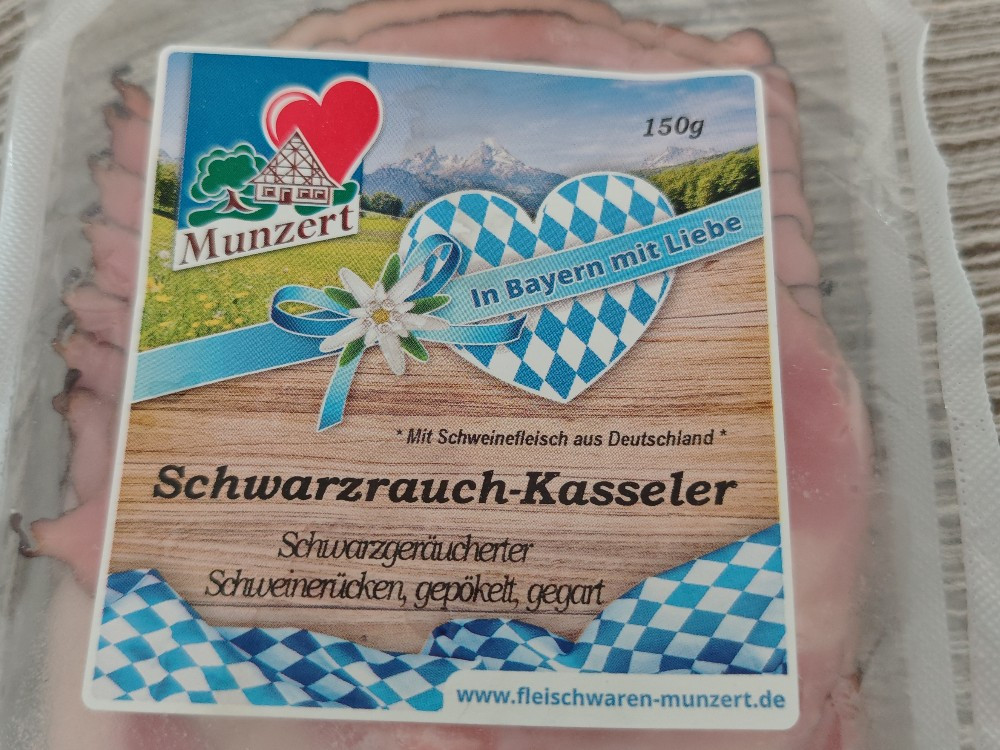 Munzert
150g
In Bayern mit Liebe
* Mit Schweinefleisch aus Deutschland *
Schwarzrauch-Kasseler
Schwarzgeräucherter
Schweinerücken, gepökelt, gegart
www.fleischwaren-munzert.de